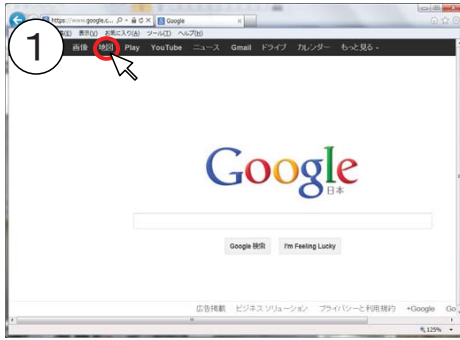 https://www.google.c... Google
表示(V) お気に入り(A) ツール(T) ヘルプ(H)
①
画像 地図 Play YouTube ニュース Gmail ドライブ カレンダー もっと見る
Google
日本
Google 検索 I'm Feeling Lucky
広告掲載 ビジネス ソリューション プライバシーと利用規約 +Google Go
125%